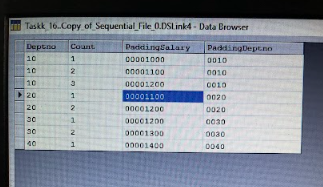 Taskk_16..Copy_of_Sequential_File_0.DSLink4 - Data Browser
Deptno Count PaddingSalary PaddingDeptno
10 1 00001000 0010
10 2 00001100 0010
10 3 00001200 0010
20 1 00001100 0020
20 2 00001200 0020
30 1 00001200 0030
30 2 00001300 0030
40 1 00001400 0040